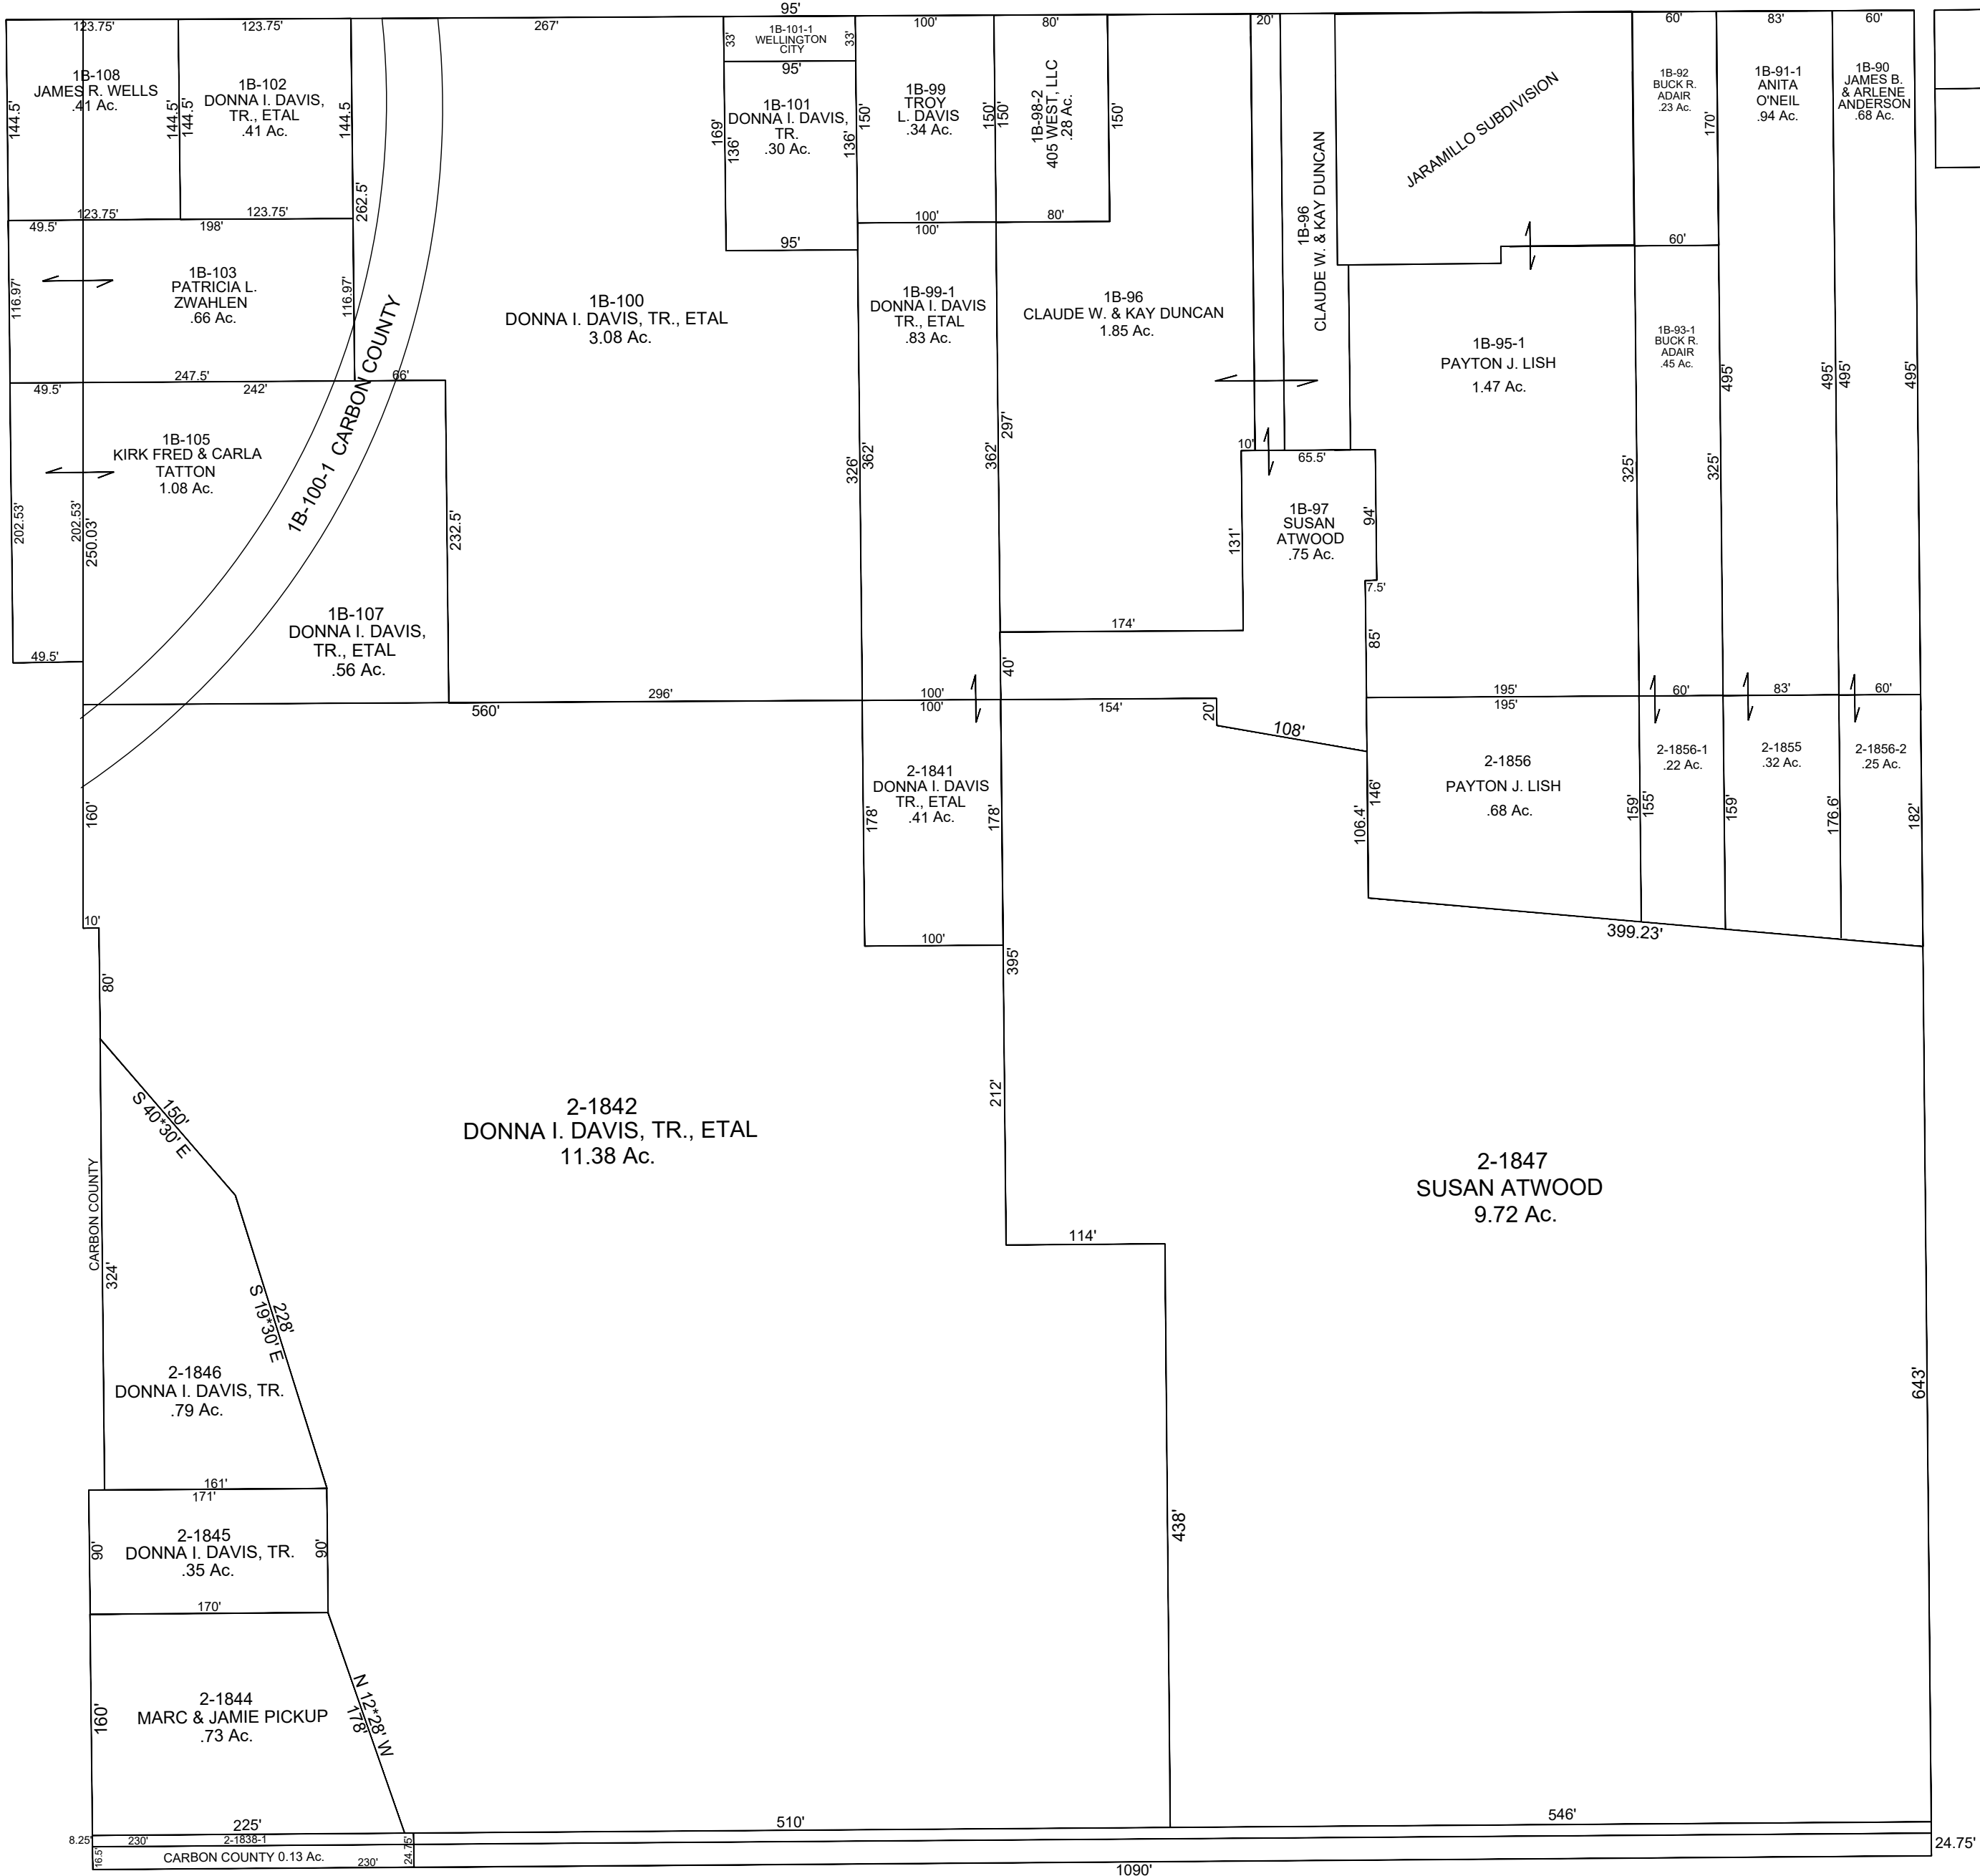 123.75'
123.75'
267'
95'
100'
80'
20'
60'
83'
60'
1B-108
JAMES R. WELLS
.41 Ac.
144.5'
144.5'
144.5'
1B-102
DONNA I. DAVIS,
TR., ETAL
.41 Ac.
144.5
262.5'
33'
1B-101-1
WELLINGTON
CITY
33'
95'
169'
136'
1B-101
DONNA I. DAVIS,
TR.
.30 Ac.
136'
95'
150'
1B-99
TROY
L. DAVIS
.34 Ac.
150'
150'
1B-98-2
405 WEST, LLC
.28 Ac.
150'
100'
100'
80'
1B-96
CLAUDE W. & KAY DUNCAN
JARAMILLO SUBDIVISION
1B-92
BUCK R.
ADAIR
.23 Ac.
170'
60'
1B-91-1
ANITA
O'NEIL
.94 Ac.
1B-90
JAMES B.
& ARLENE
ANDERSON
.68 Ac.
123.75'
123.75'
49.5'
198'
116.97'
1B-103
PATRICIA L.
ZWAHLEN
.66 Ac.
116.97'
1B-100-1 CARBON COUNTY
1B-100
DONNA I. DAVIS, TR., ETAL
3.08 Ac.
1B-99-1
DONNA I. DAVIS
TR., ETAL
.83 Ac.
1B-96
CLAUDE W. & KAY DUNCAN
1.85 Ac.
1B-95-1
PAYTON J. LISH
1.47 Ac.
1B-93-1
BUCK R.
ADAIR
.45 Ac.
495'
495'
495'
495'
247.5'
66'
49.5'
242'
1B-105
KIRK FRED & CARLA
TATTON
1.08 Ac.
202.53'
202.53'
250.03'
232.5'
326'
362'
362'
297'
10'
65.5'
131'
1B-97
SUSAN
ATWOOD
.75 Ac.
94'
7.5'
85'
325'
325'
1B-107
DONNA I. DAVIS,
TR., ETAL
.56 Ac.
49.5'
174'
40'
296'
560'
100'
100'
154'
20'
108'
195'
195'
60'
83'
60'
160'
2-1841
DONNA I. DAVIS
TR., ETAL
.41 Ac.
178'
178'
106.4'
146'
2-1856
PAYTON J. LISH
.68 Ac.
159'
155'
2-1856-1
.22 Ac.
159'
2-1855
.32 Ac.
176.6'
2-1856-2
.25 Ac.
182'
10'
80'
100'
395'
399.23'
150'
S 40*30' E
2-1842
DONNA I. DAVIS, TR., ETAL
11.38 Ac.
212'
114'
2-1847
SUSAN ATWOOD
9.72 Ac.
CARBON COUNTY
324'
228'
S 19*30' E
2-1846
DONNA I. DAVIS, TR.
.79 Ac.
643'
161'
171'
90'
2-1845
DONNA I. DAVIS, TR.
.35 Ac.
90'
438'
170'
160'
2-1844
MARC & JAMIE PICKUP
.73 Ac.
N 12*28' W
178'
225'
510'
546'
8.25'
230'
2-1838-1
16.5'
CARBON COUNTY 0.13 Ac.
230'
24.75'
1090'
24.75'